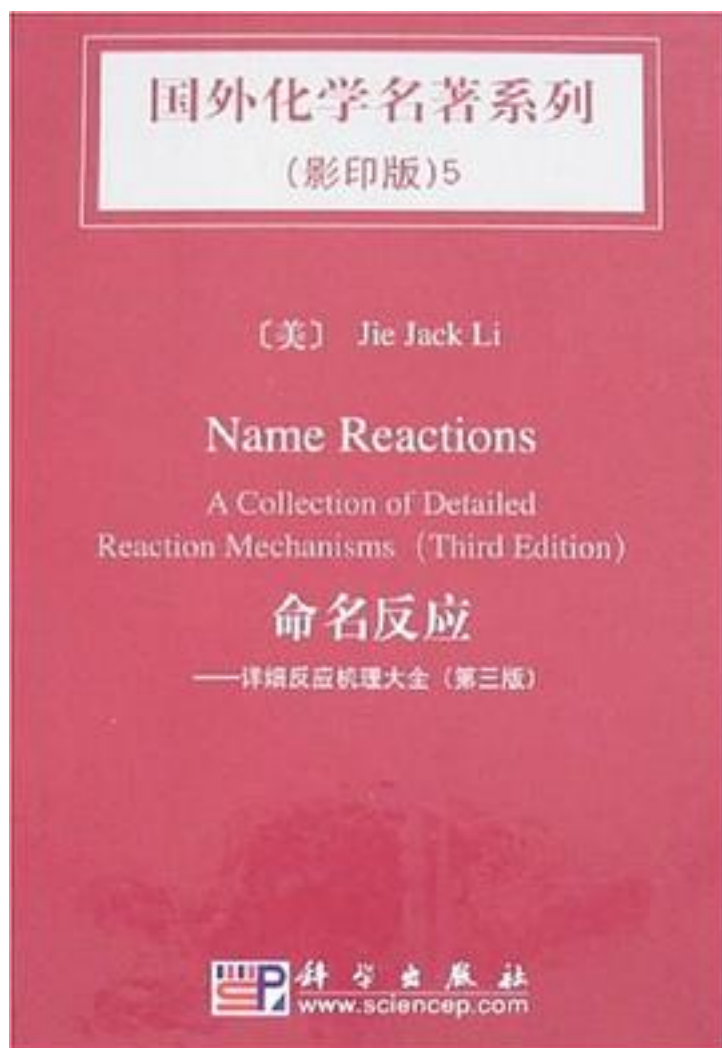 国外化学名著系列
(影印版)5
〔美〕 Jie Jack Li
Name Reactions
A Collection of Detailed
Reaction Mechanisms（Third Edition）
命名反应
——详细反应机理大全（第三版）
科学出版社
www.sciencep.com